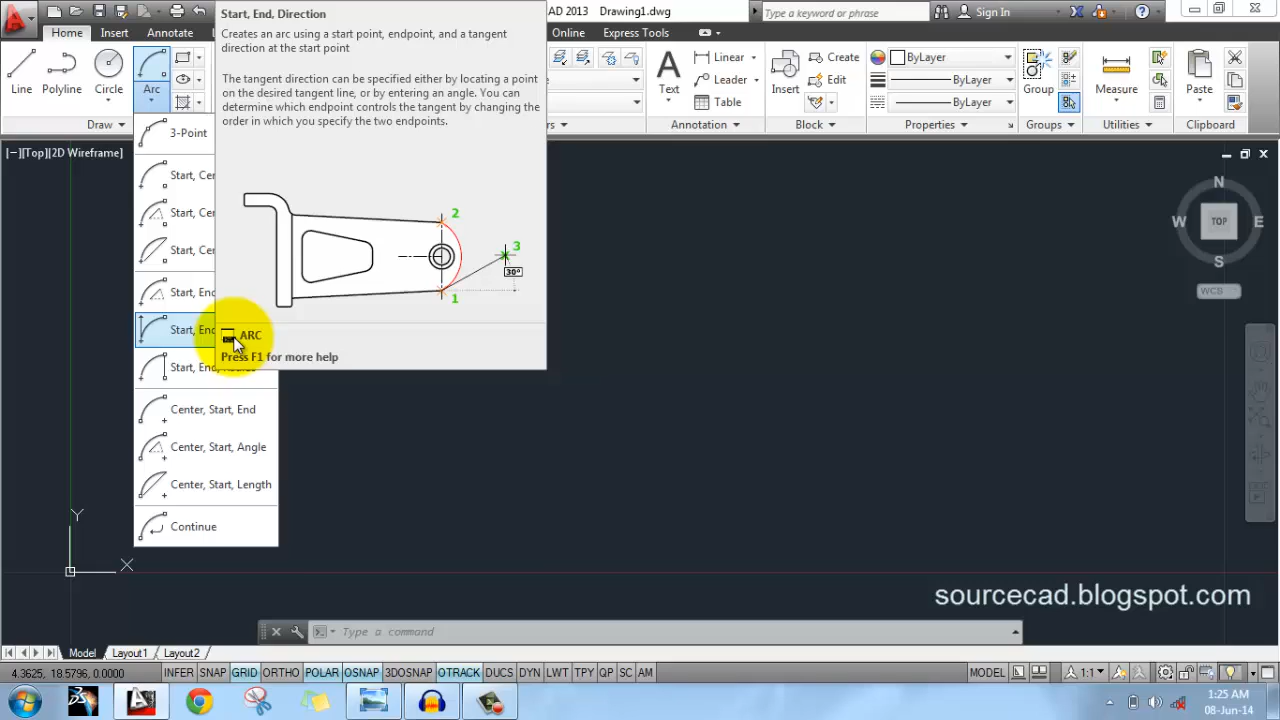 Start, End, Direction
AD 2013 Drawing1.dwg
Type a keyword or phrase
Sign In
Home
Insert
Annotate
Online
Express Tools
Creates an arc using a start point, endpoint, and a tangent
direction at the start point
The tangent direction can be specified either by locating a point
on the desired tangent line, or by entering an angle. You can
determine which endpoint controls the tangent by changing the
order in which you specify the two endpoints.
2
3
30°
1
ARC
Press F1 for more help
Line
Polyline
Circle
Arc
Draw
3-Point
Start, Cen
Start, Cen
Start, Cen
Start, End
Start, End
Start, End,
Center, Start, End
Center, Start, Angle
Center, Start, Length
Continue
Text
Linear
Leader
Table
Annotation
Insert
Create
Edit
Block
ByLayer
ByLayer
ByLayer
Properties
Group
Groups
Measure
Utilities
Paste
Clipboard
[−][Top][2D Wireframe]
N
W
TOP
E
S
WCS
Y
X
sourcecad.blogspot.com
Type a command
Model
Layout1
Layout2
4.3625, 18.5796, 0.0000
INFER SNAP GRID ORTHO POLAR OSNAP 3DOSNAP OTRACK DUCS DYN LWT TPY QP SC AM
MODEL
1:1
1:25 AM
08-Jun-14